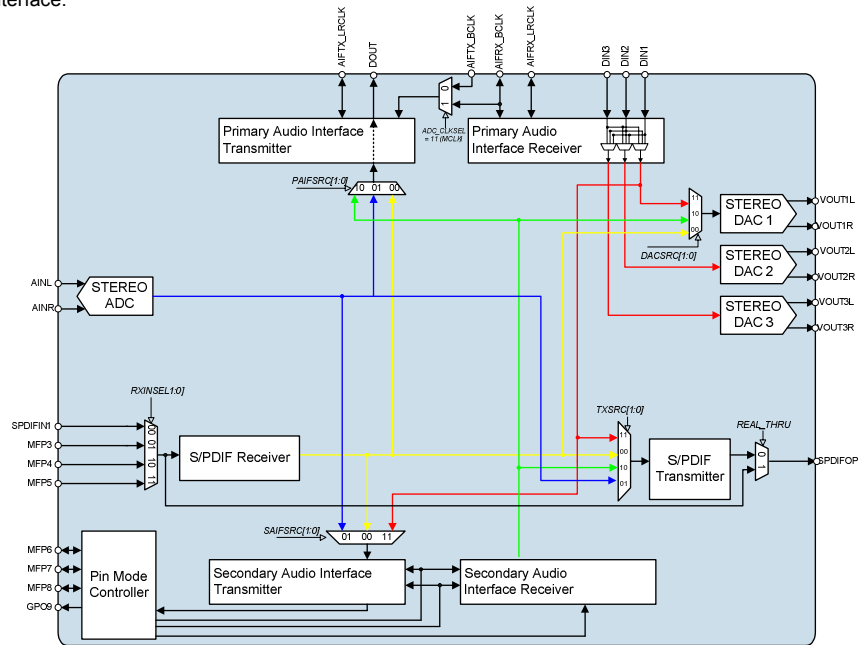 AIFTX_LRCLK
DOUT
AIFTX_BCLK
AIFRX_BCLK
AIFRX_LRCLK
DIN3
DIN2
DIN1
0
1
ADC_CLKSEL
= 11 (MCLK)
Primary Audio Interface
Transmitter
Primary Audio
Interface Receiver
PAIFSRC[1:0]
10 01 00
11
10
00
DACSRC[1:0]
STEREO
DAC 1
VOUT1L
VOUT1R
STEREO
DAC 2
VOUT2L
VOUT2R
STEREO
DAC 3
VOUT3L
VOUT3R
AINL
AINR
STEREO
ADC
RXINSEL1:0]
SPDIFIN1
MFP3
MFP4
MFP5
00
01
10
11
S/PDIF Receiver
TXSRC[1:0]
11
00
10
01
S/PDIF
Transmitter
REAL_THRU
0
1
SPDIFOP
SAIFSRC[1:0]
01 00 11
MFP6
MFP7
MFP8
GPO9
Pin Mode
Controller
Secondary Audio Interface
Transmitter
Secondary Audio
Interface Receiver